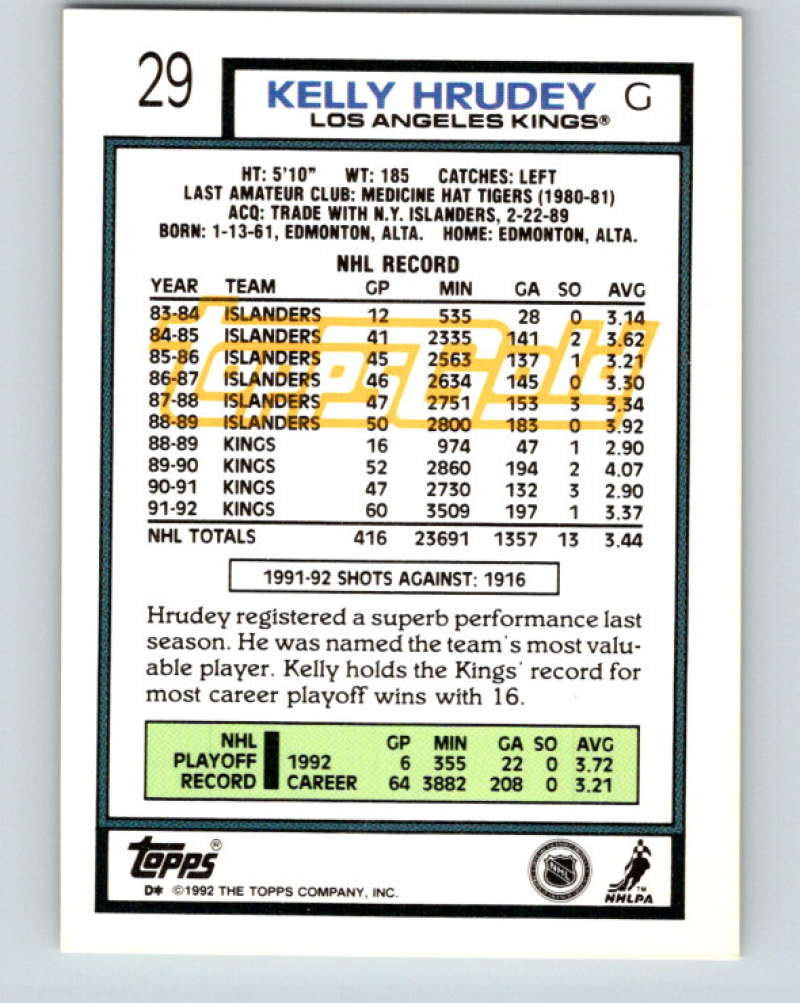 29
KELLY HRUDEY G
LOS ANGELES KINGS®
HT: 5'10" WT: 185 CATCHES: LEFT
LAST AMATEUR CLUB: MEDICINE HAT TIGERS (1980-81)
ACQ: TRADE WITH N.Y. ISLANDERS, 2-22-89
BORN: 1-13-61, EDMONTON, ALTA. HOME: EDMONTON, ALTA.
NHL RECORD
YEAR TEAM GP MIN GA SO AVG
83-84 ISLANDERS 12 535 28 0 3.14
84-85 ISLANDERS 41 2335 141 2 3.62
85-86 ISLANDERS 45 2563 137 1 3.21
86-87 ISLANDERS 46 2634 145 0 3.30
87-88 ISLANDERS 47 2751 153 3 3.34
88-89 ISLANDERS 50 2800 183 0 3.92
88-89 KINGS 16 974 47 1 2.90
89-90 KINGS 52 2860 194 2 4.07
90-91 KINGS 47 2730 132 3 2.90
91-92 KINGS 60 3509 197 1 3.37
NHL TOTALS 416 23691 1357 13 3.44
Topps Gold
1991-92 SHOTS AGAINST: 1916
Hrudey registered a superb performance last
season. He was named the team's most valu-
able player. Kelly holds the Kings' record for
most career playoff wins with 16.
NHL GP MIN GA SO AVG
PLAYOFF 1992 6 355 22 0 3.72
RECORD CAREER 64 3882 208 0 3.21
TOPPS®
D* ©1992 THE TOPPS COMPANY, INC.
NHL
™
NHLPA